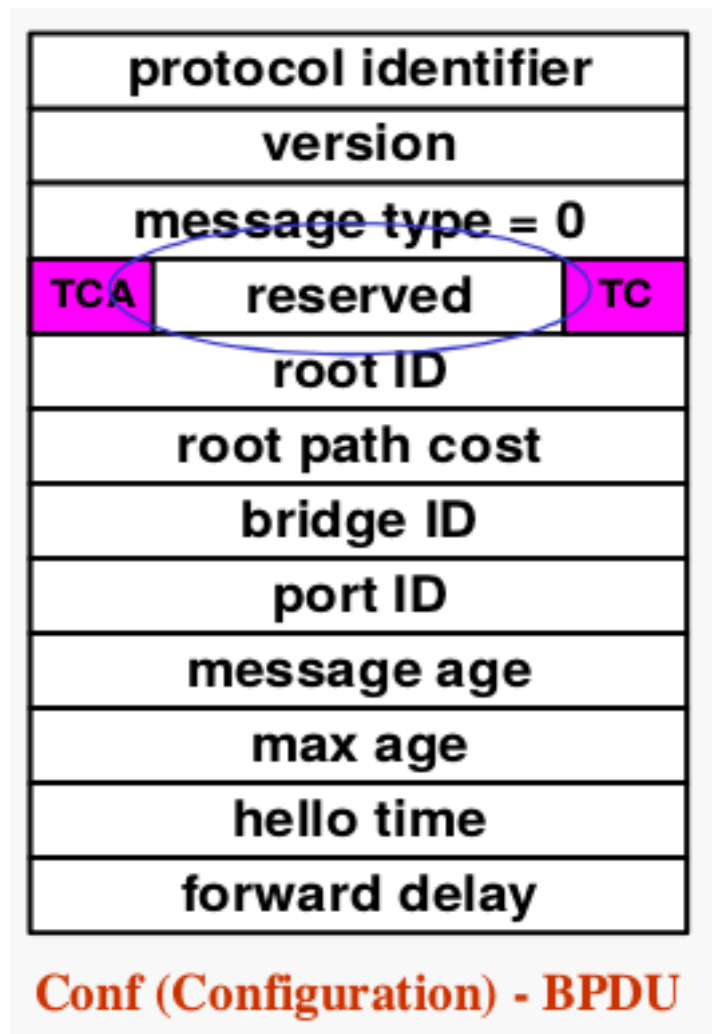 protocol identifier
version
message type = 0
TCA reserved TC
root ID
root path cost
bridge ID
port ID
message age
max age
hello time
forward delay
Conf (Configuration) - BPDU